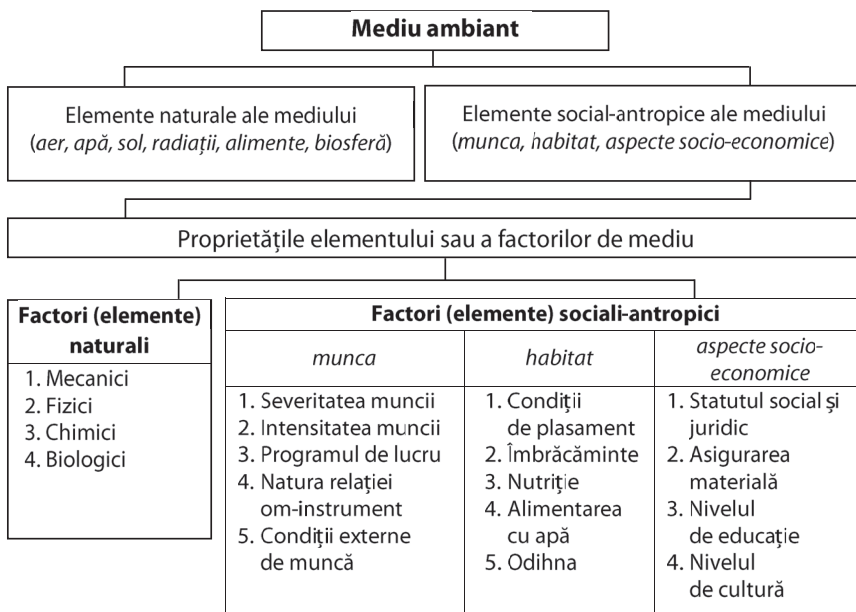 Mediu ambiant
Elemente naturale ale mediului
(aer, apă, sol, radiații, alimente, biosferă)
Elemente social-antropice ale mediului
(munca, habitat, aspecte socio-economice)
Proprietățile elementului sau a factorilor de mediu
Factori (elemente)
naturali
1. Mecanici
2. Fizici
3. Chimici
4. Biologici
Factori (elemente) sociali-antropici
munca
1. Severitatea muncii
2. Intensitatea muncii
3. Programul de lucru
4. Natura relației
om-instrument
5. Condiții externe
de muncă
habitat
1. Condiții
de plasament
2. Îmbrăcăminte
3. Nutriție
4. Alimentarea
cu apă
5. Odihna
aspecte socio-
economice
1. Statutul social și
juridic
2. Asigurarea
materială
3. Nivelul
de educație
4. Nivelul
de cultură